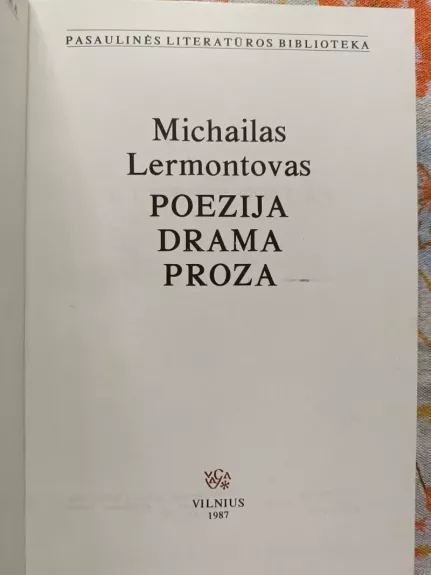 PASAULINĖS LITERATŪROS BIBLIOTEKA
Michailas
Lermontovas
POEZIJA
DRAMA
PROZA
VILNIUS
1987